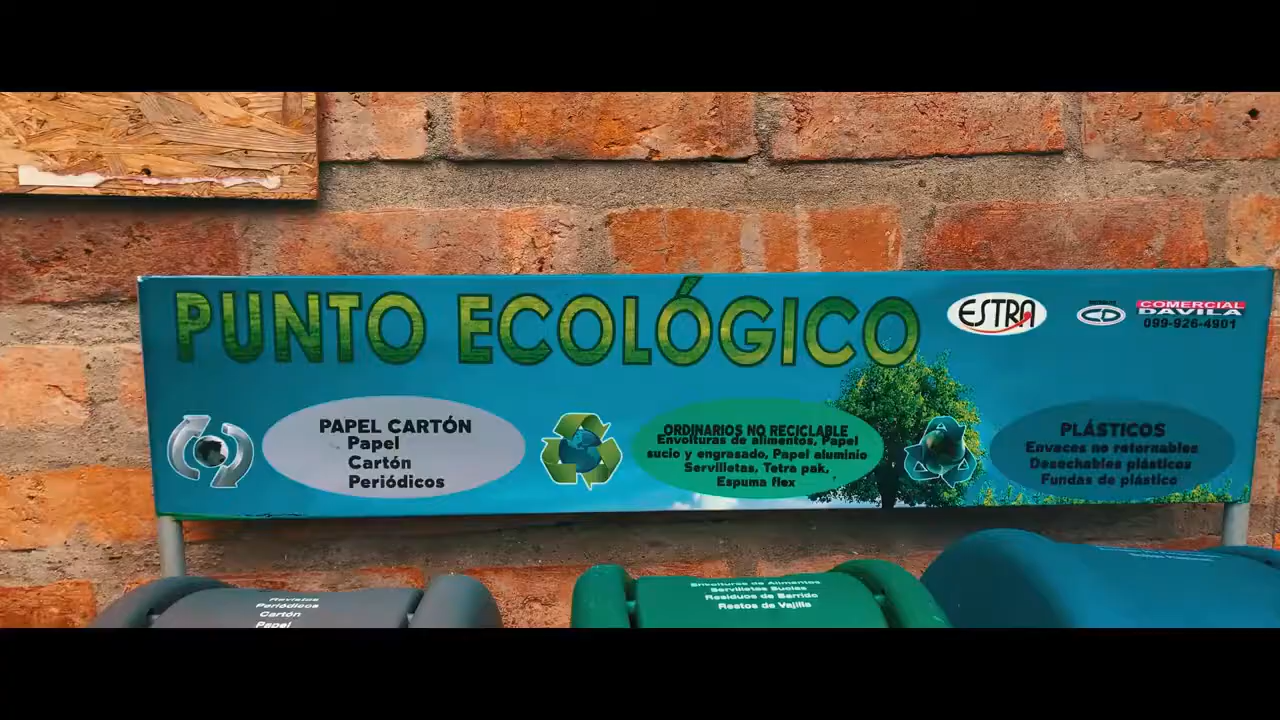 PUNTO ECOLÓGICO
ESTRA
CD
COMERCIAL
DAVILA
099-926-4901
PAPEL CARTÓN
Papel
Cartón
Periódicos
ORDINARIOS NO RECICLABLE
Envolturas de alimentos, Papel
sucio y engrasado, Papel aluminio
Servilletas, Tetra pak,
Espuma flex
PLÁSTICOS
Envaces no retornables
Desechables plásticos
Fundas de plástico
Revistas
Periódicos
Cartón
Papel
Envolturas de Alimentos
Servilletas Sucias
Residuos de Barrido
Restos de Vajilla